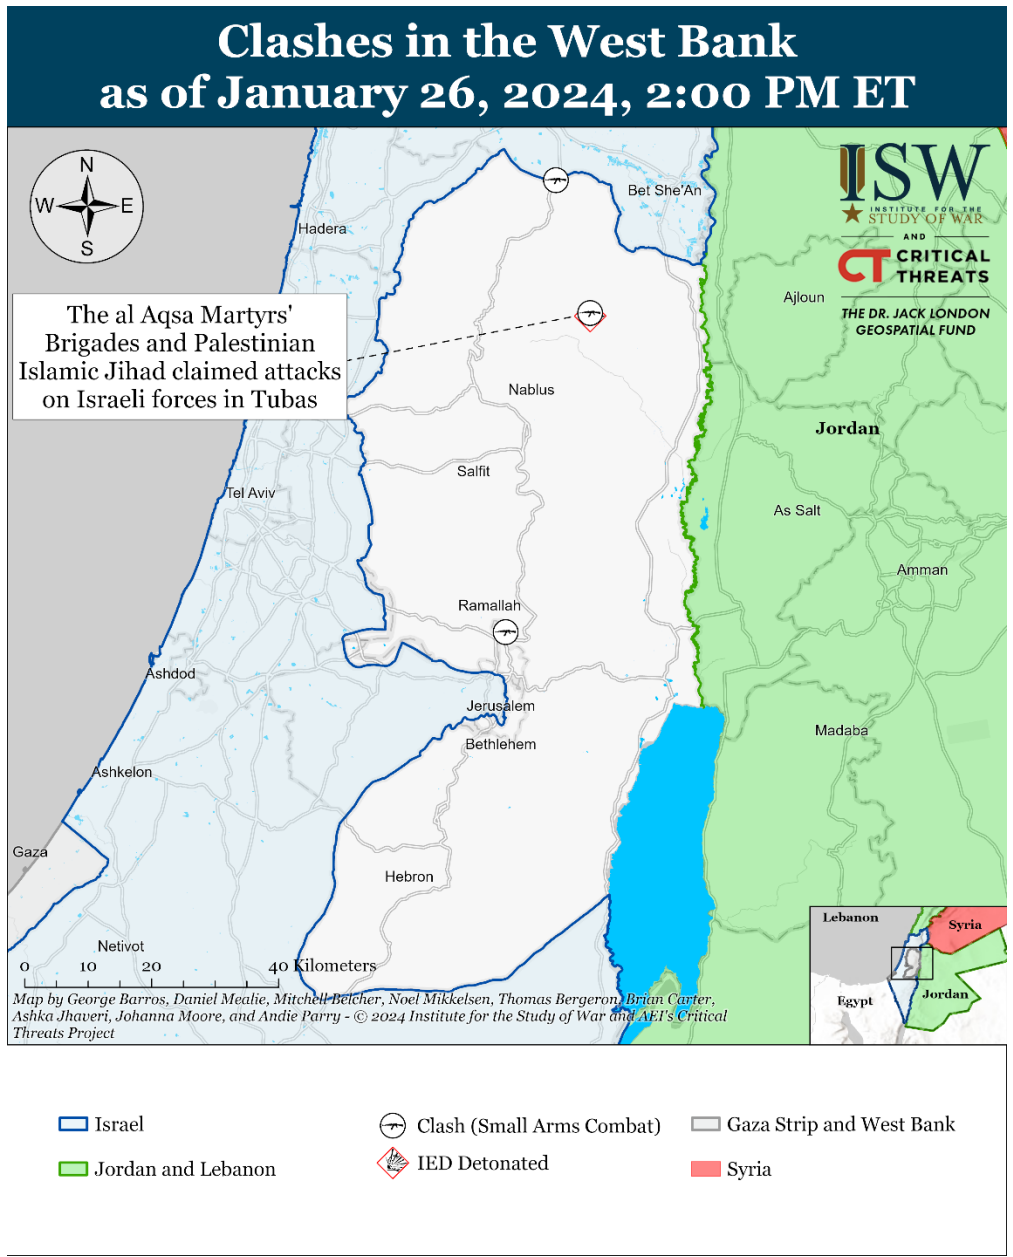 Clashes in the West Bank
as of January 26, 2024, 2:00 PM ET
N
W E
S
Hadera
Bet She'An
ISW
INSTITUTE FOR THE
STUDY OF WAR
AND
CT CRITICAL
THREATS
THE DR. JACK LONDON
GEOSPATIAL FUND
Ajloun
The al Aqsa Martyrs'
Brigades and Palestinian
Islamic Jihad claimed attacks
on Israeli forces in Tubas
Nablus
Jordan
Salfit
Tel Aviv
As Salt
Amman
Ramallah
Ashdod
Jerusalem
Madaba
Bethlehem
Ashkelon
Gaza
Hebron
Netivot
Lebanon
Syria
Egypt
Jordan
0 10 20 40 Kilometers
Map by George Barros, Daniel Mealie, Mitchell Belcher, Noel Mikkelsen, Thomas Bergeron, Brian Carter,
Ashka Jhaveri, Johanna Moore, and Andie Parry - © 2024 Institute for the Study of War and AEI's Critical
Threats Project
Israel
Clash (Small Arms Combat)
Gaza Strip and West Bank
Jordan and Lebanon
IED Detonated
Syria